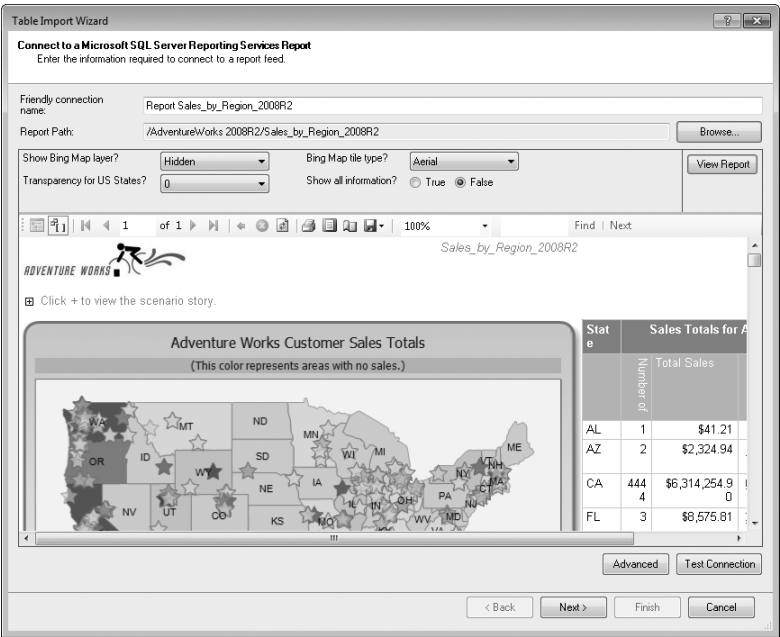 Table Import Wizard
Connect to a Microsoft SQL Server Reporting Services Report
Enter the information required to connect to a report feed.
Friendly connection name:
Report Sales_by_Region_2008R2
Report Path:
/AdventureWorks 2008R2/Sales_by_Region_2008R2
Browse...
Show Bing Map layer?
Hidden
Bing Map tile type?
Aerial
View Report
Transparency for US States?
0
Show all information?
True
False
1 of 1
100%
Find | Next
ADVENTURE WORKS
Sales_by_Region_2008R2
Click + to view the scenario story.
Adventure Works Customer Sales Totals
(This color represents areas with no sales.)
WA
MT
ND
MN
OR
ID
SD
WI
MI
ME
WY
NY
NH
VT
MA
CT
NE
IA
NV
UT
CO
IL
IN
OH
PA
NJ
KS
MO
WV
MD
VA
State
Sales Totals for A
Number of
Total Sales
AL 1 $41.21
AZ 2 $2,324.94
CA 4444 $6,314,254.90
FL 3 $8,575.81
Advanced
Test Connection
< Back
Next >
Finish
Cancel